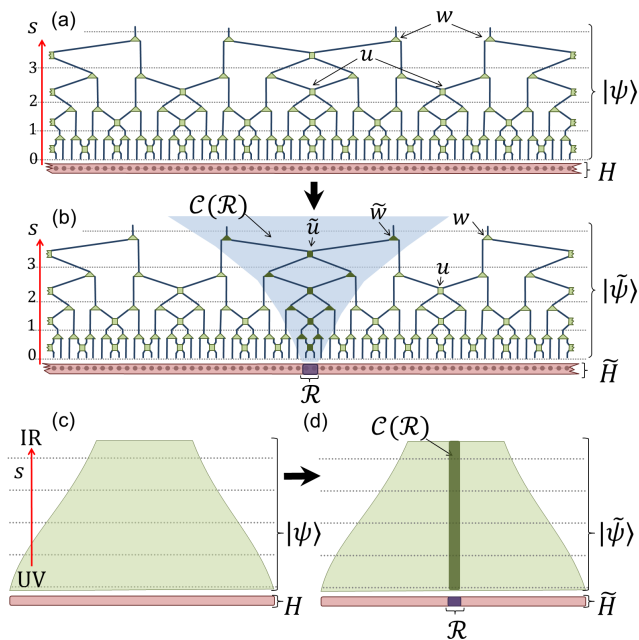 (a)
s
w
u
3
2
1
0
|ψ⟩
H
(b)
s
C(R)
ũ
w̃
w
u
3
2
1
0
|ψ̃⟩
H̃
R
(c)
(d)
IR
s
UV
|ψ⟩
H
C(R)
|ψ̃⟩
H̃
R